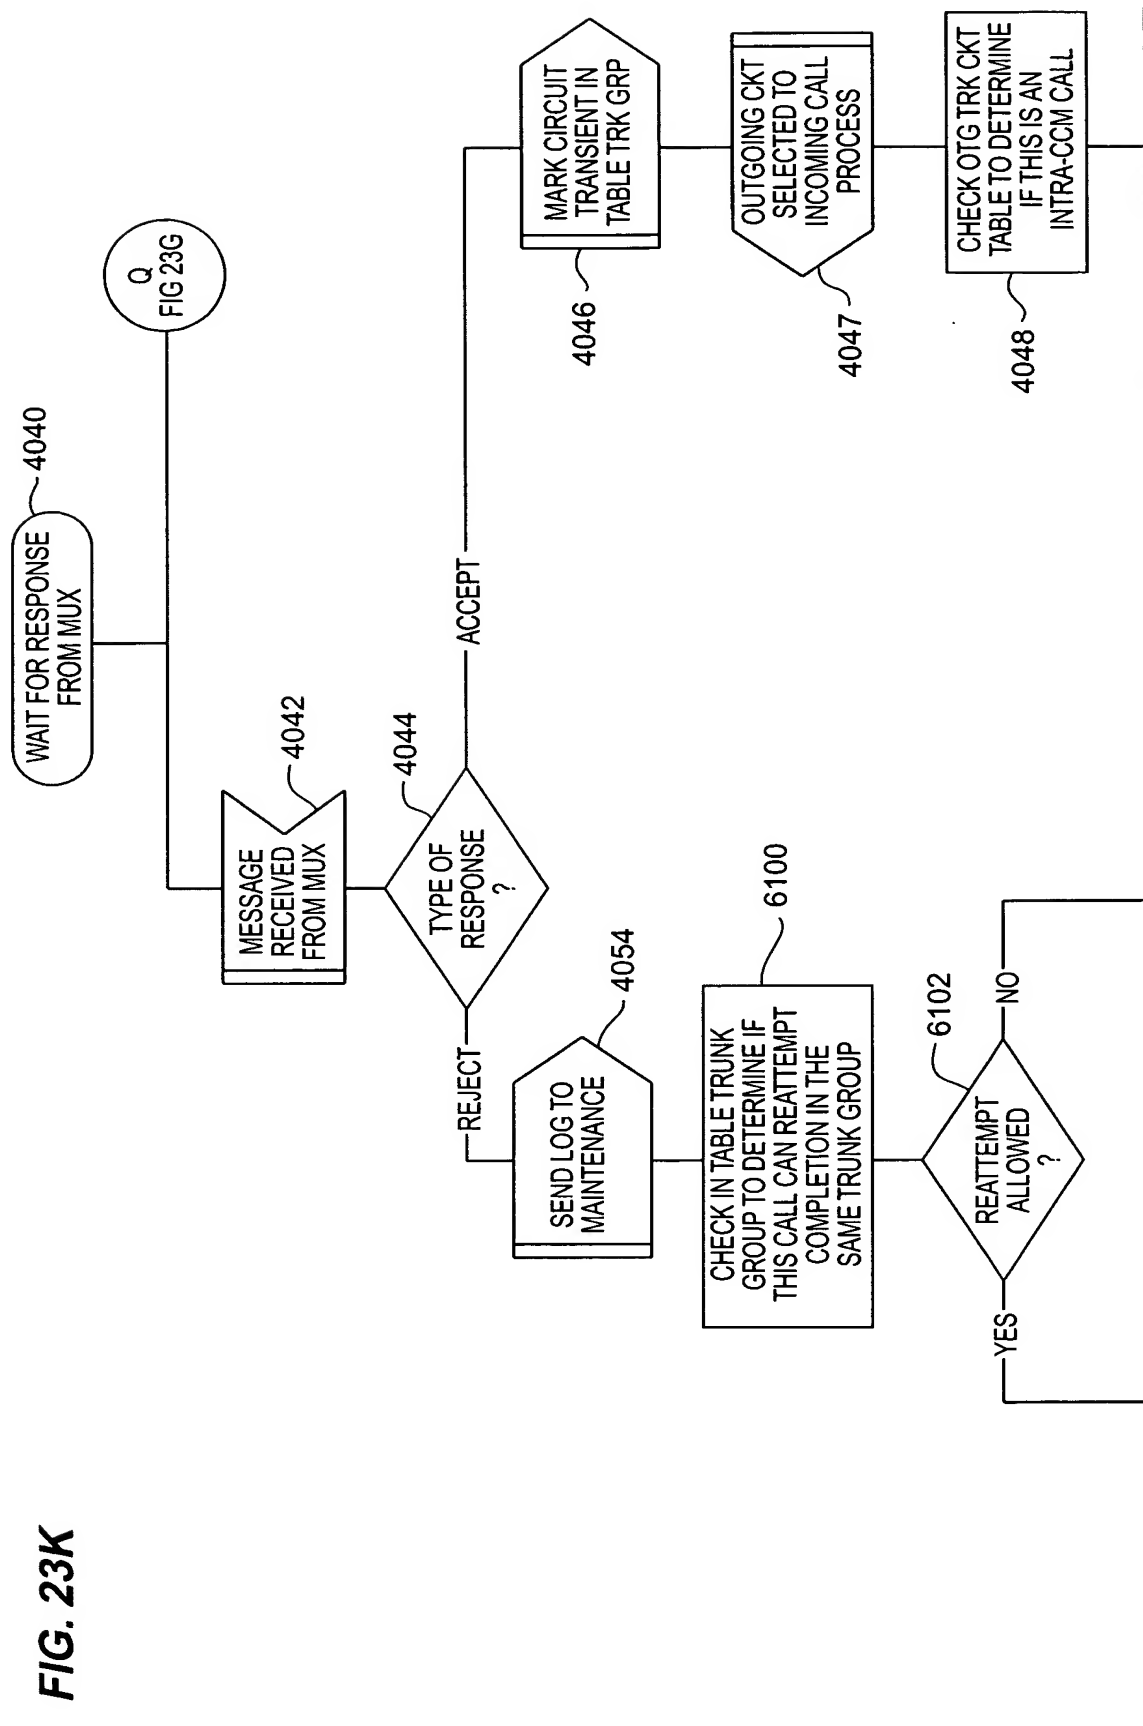 FIG. 23K
WAIT FOR RESPONSE
FROM MUX
4040
Q
FIG 23G
MESSAGE
RECEIVED
FROM MUX
4042
TYPE OF
RESPONSE
?
4044
REJECT
ACCEPT
SEND LOG TO
MAINTENANCE
4054
CHECK IN TABLE TRUNK
GROUP TO DETERMINE IF
THIS CALL CAN REATTEMPT
COMPLETION IN THE
SAME TRUNK GROUP
6100
REATTEMPT
ALLOWED
?
6102
YES
NO
MARK CIRCUIT
TRANSIENT IN
TABLE TRK GRP
4046
OUTGOING CKT
SELECTED TO
INCOMING CALL
PROCESS
4047
CHECK OTG TRK CKT
TABLE TO DETERMINE
IF THIS IS AN
INTRA-CCM CALL
4048